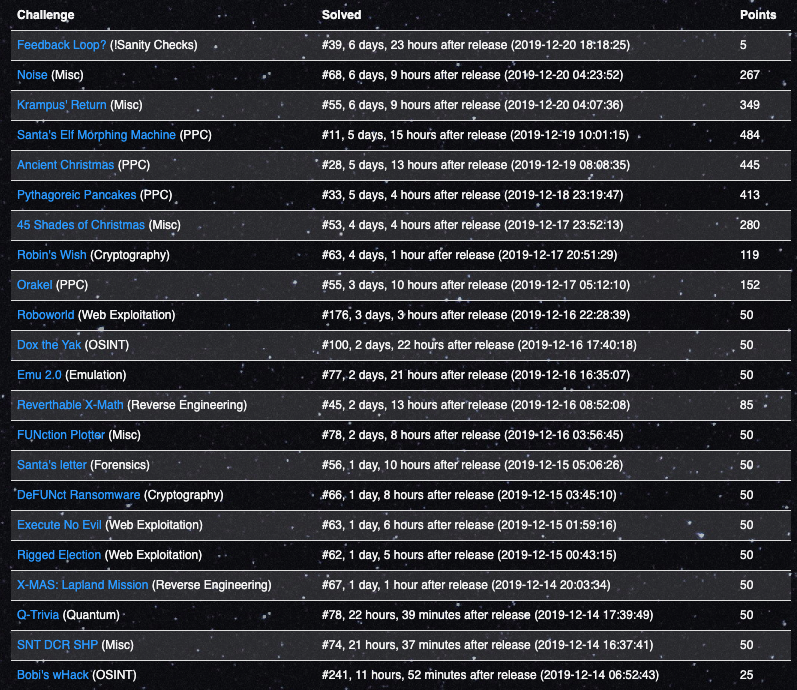 Challenge Solved Points
Feedback Loop? (!Sanity Checks) #39, 6 days, 23 hours after release (2019-12-20 18:18:25) 5
Noise (Misc) #68, 6 days, 9 hours after release (2019-12-20 04:23:52) 267
Krampus' Return (Misc) #55, 6 days, 9 hours after release (2019-12-20 04:07:36) 349
Santa's Elf Morphing Machine (PPC) #11, 5 days, 15 hours after release (2019-12-19 10:01:15) 484
Ancient Christmas (PPC) #28, 5 days, 13 hours after release (2019-12-19 08:08:35) 445
Pythagoreic Pancakes (PPC) #33, 5 days, 4 hours after release (2019-12-18 23:19:47) 413
45 Shades of Christmas (Misc) #53, 4 days, 4 hours after release (2019-12-17 23:52:13) 280
Robin's Wish (Cryptography) #63, 4 days, 1 hour after release (2019-12-17 20:51:29) 119
Orakel (PPC) #55, 3 days, 10 hours after release (2019-12-17 05:12:10) 152
Roboworld (Web Exploitation) #176, 3 days, 3 hours after release (2019-12-16 22:28:39) 50
Dox the Yak (OSINT) #100, 2 days, 22 hours after release (2019-12-16 17:40:18) 50
Emu 2.0 (Emulation) #77, 2 days, 21 hours after release (2019-12-16 16:35:07) 50
Reverthable X-Math (Reverse Engineering) #45, 2 days, 13 hours after release (2019-12-16 08:52:08) 85
FUNction Plotter (Misc) #78, 2 days, 8 hours after release (2019-12-16 03:56:45) 50
Santa's letter (Forensics) #56, 1 day, 10 hours after release (2019-12-15 05:06:26) 50
DeFUNct Ransomware (Cryptography) #66, 1 day, 8 hours after release (2019-12-15 03:45:10) 50
Execute No Evil (Web Exploitation) #63, 1 day, 6 hours after release (2019-12-15 01:59:16) 50
Rigged Election (Web Exploitation) #62, 1 day, 5 hours after release (2019-12-15 00:43:15) 50
X-MAS: Lapland Mission (Reverse Engineering) #67, 1 day, 1 hour after release (2019-12-14 20:03:34) 50
Q-Trivia (Quantum) #78, 22 hours, 39 minutes after release (2019-12-14 17:39:49) 50
SNT DCR SHP (Misc) #74, 21 hours, 37 minutes after release (2019-12-14 16:37:41) 50
Bobi's wHack (OSINT) #241, 11 hours, 52 minutes after release (2019-12-14 06:52:43) 25